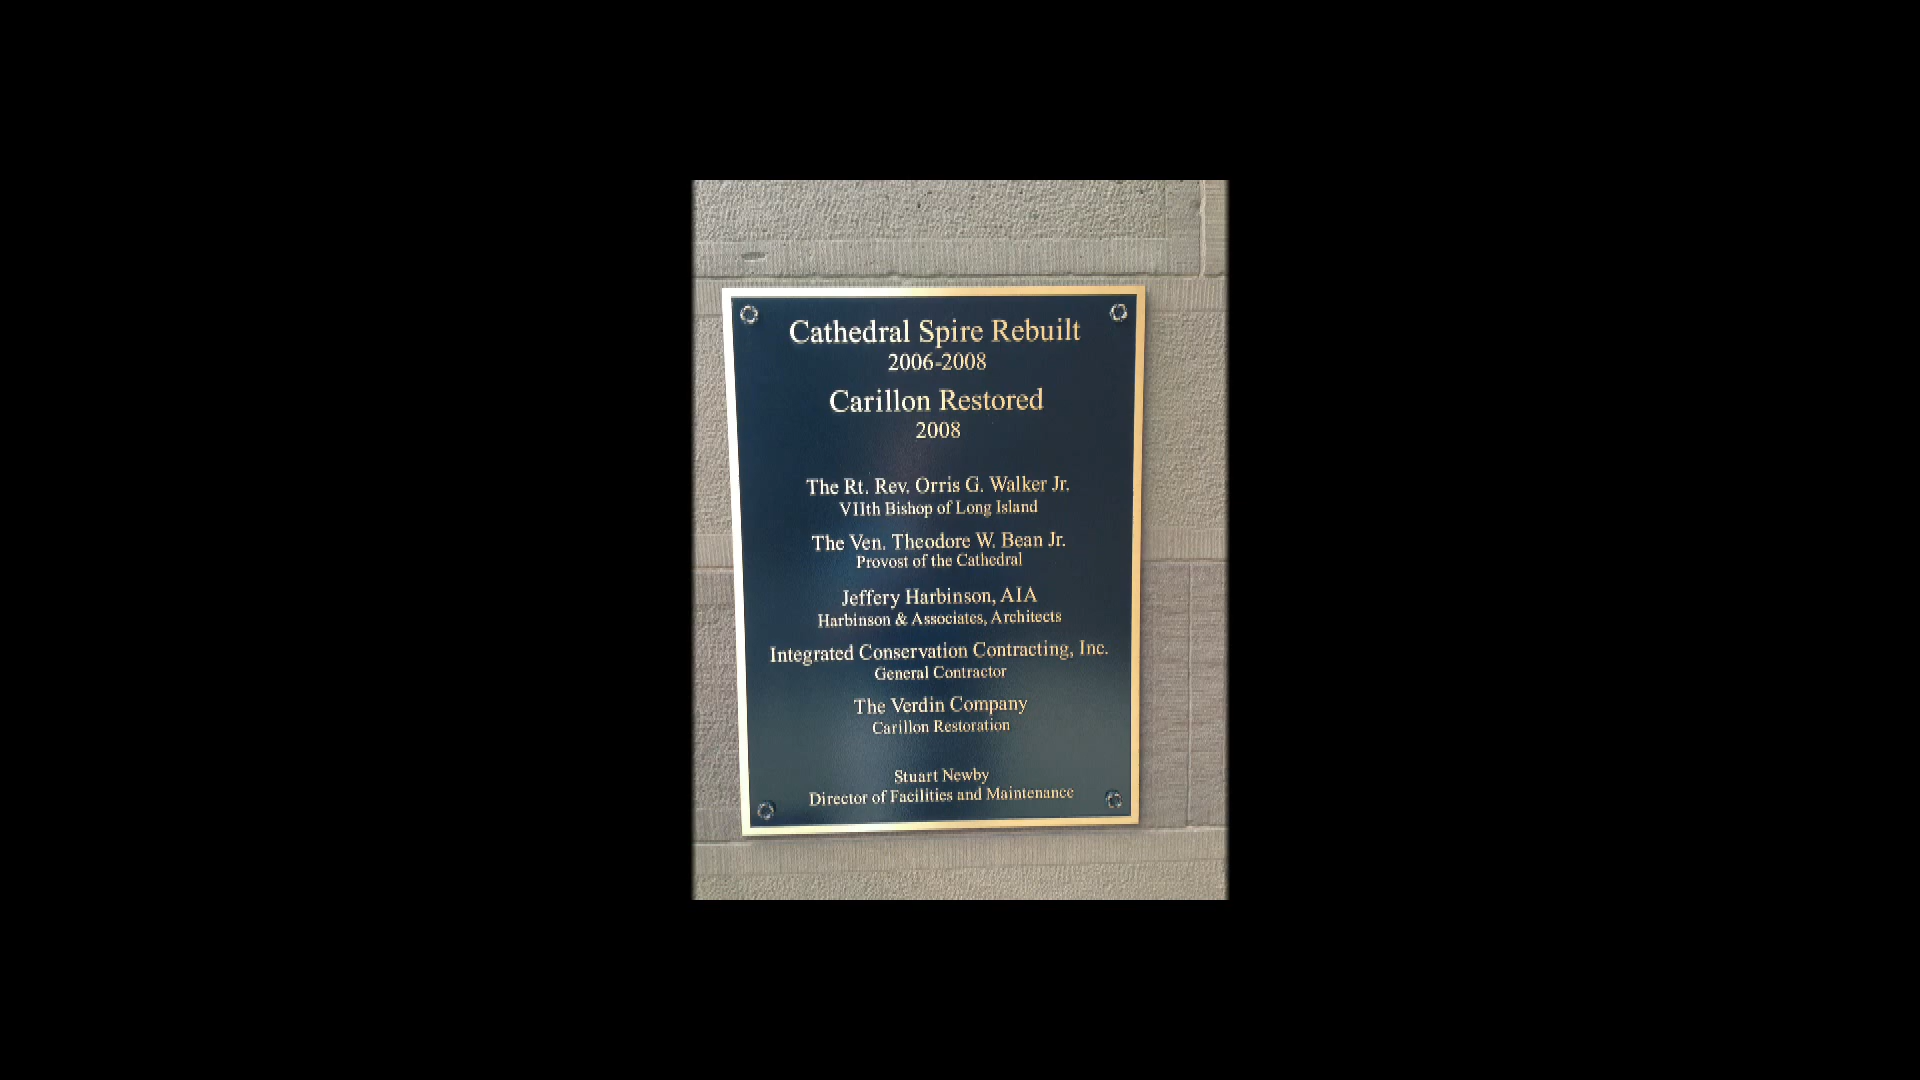 Cathedral Spire Rebuilt
2006-2008
Carillon Restored
2008
The Rt. Rev. Orris G. Walker Jr.
VIIth Bishop of Long Island
The Ven. Theodore W. Bean Jr.
Provost of the Cathedral
Jeffery Harbinson, AIA
Harbinson & Associates, Architects
Integrated Conservation Contracting, Inc.
General Contractor
The Verdin Company
Carillon Restoration
Stuart Newby
Director of Facilities and Maintenance